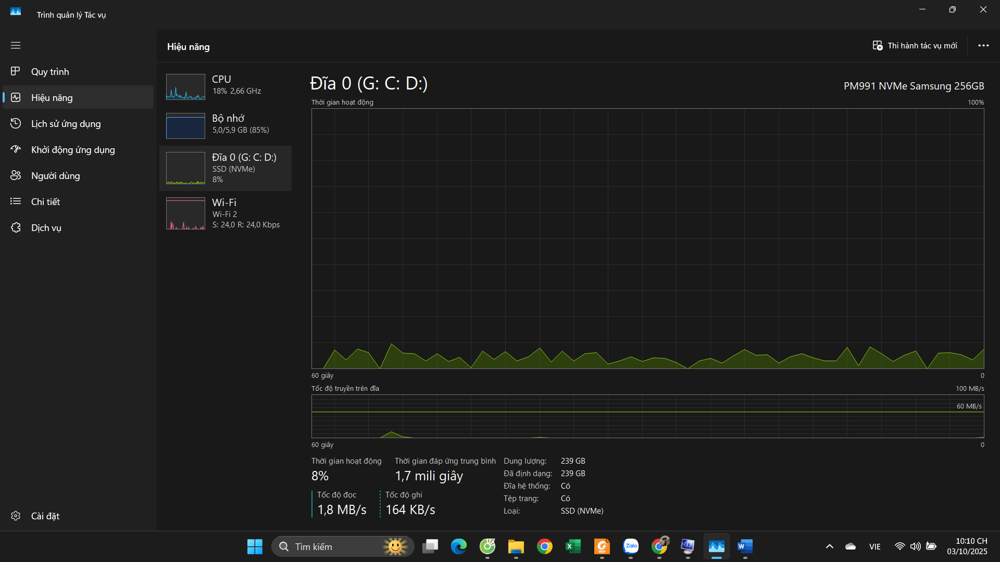 Trình quản lý Tác vụ
Quy trình
Hiệu năng
Lịch sử ứng dụng
Khởi động ứng dụng
Người dùng
Chi tiết
Dịch vụ
Cài đặt
Hiệu năng
Thi hành tác vụ mới
CPU
18% 2,66 GHz
Bộ nhớ
5,0/5,9 GB (85%)
Đĩa 0 (G: C: D:)
SSD (NVMe)
8%
Wi-Fi
Wi-Fi 2
S: 24,0 R: 24,0 Kbps
Đĩa 0 (G: C: D:)
PM991 NVMe Samsung 256GB
Thời gian hoạt động
100%
60 giây
0
Tốc độ truyền trên đĩa
100 MB/s
60 MB/s
60 giây
0
Thời gian hoạt động
8%
Thời gian đáp ứng trung bình
1,7 mili giây
Tốc độ đọc
1,8 MB/s
Tốc độ ghi
164 KB/s
Dung lượng: 239 GB
Đã định dạng: 239 GB
Đĩa hệ thống: Có
Tệp trang: Có
Loại: SSD (NVMe)
Tìm kiếm
PDF
Zalo
VIE
10:10 CH
03/10/2025